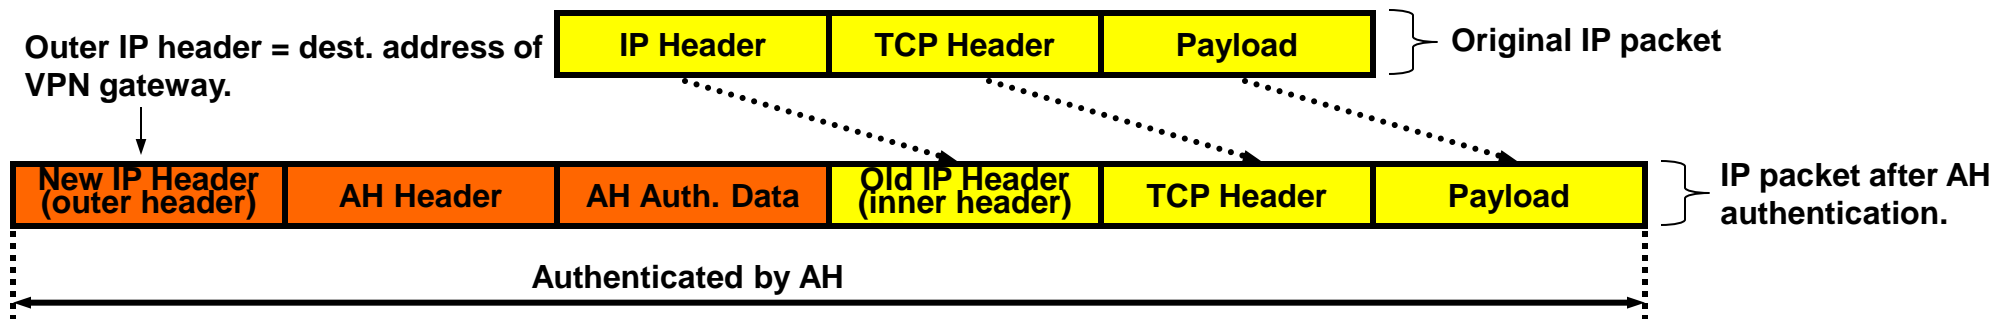 Outer IP header = dest. address of
VPN gateway.
IP Header
TCP Header
Payload
Original IP packet
New IP Header
(outer header)
AH Header
AH Auth. Data
Old IP Header
(inner header)
TCP Header
Payload
IP packet after AH
authentication.
Authenticated by AH